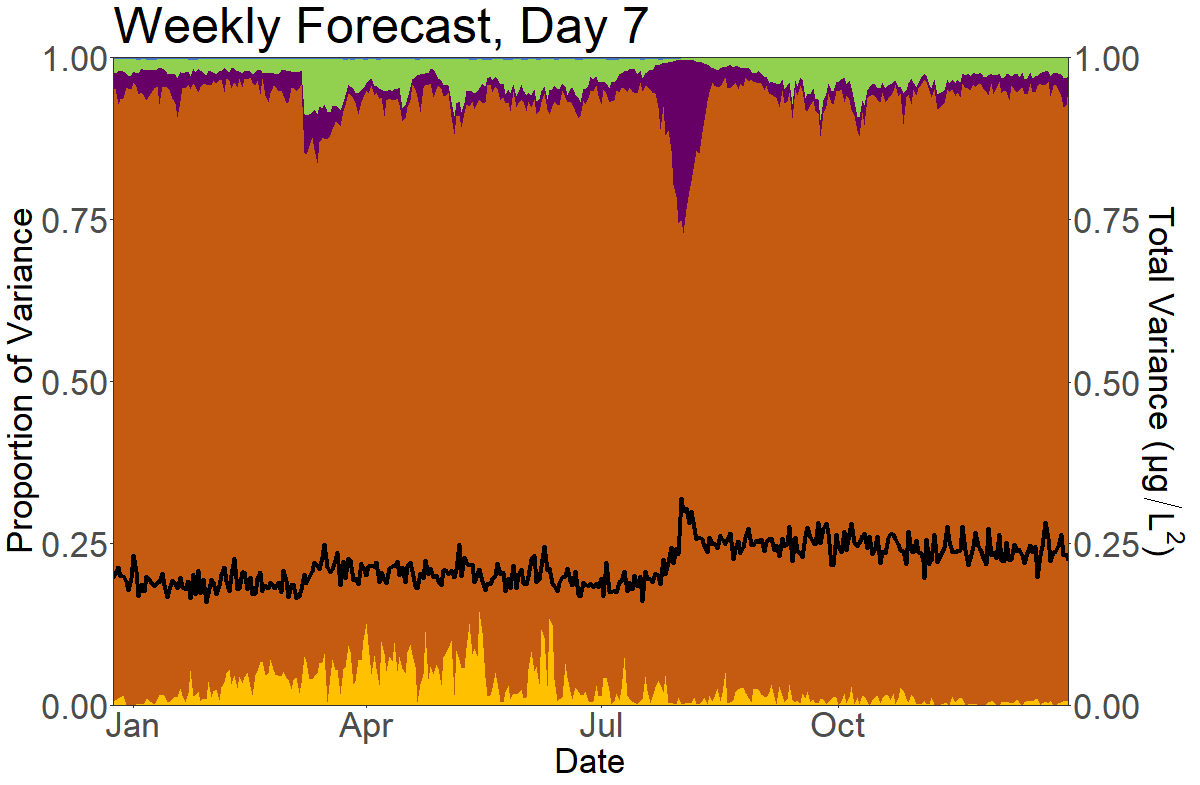 Weekly Forecast, Day 7
Proportion of Variance
1.00
0.75
0.50
0.25
0.00
1.00
0.75
0.50
0.25
0.00
Total Variance (µg/L²)
Jan Apr Jul Oct
Date